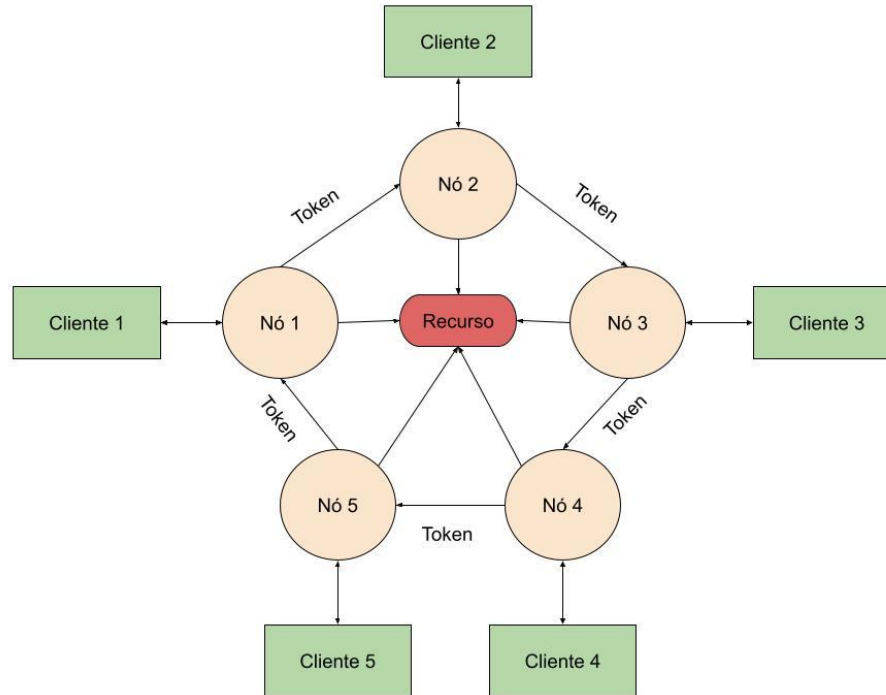 Cliente 2
Nó 2
Token
Token
Cliente 1
Nó 1
Recurso
Nó 3
Cliente 3
Token
Token
Nó 5
Nó 4
Token
Cliente 5
Cliente 4